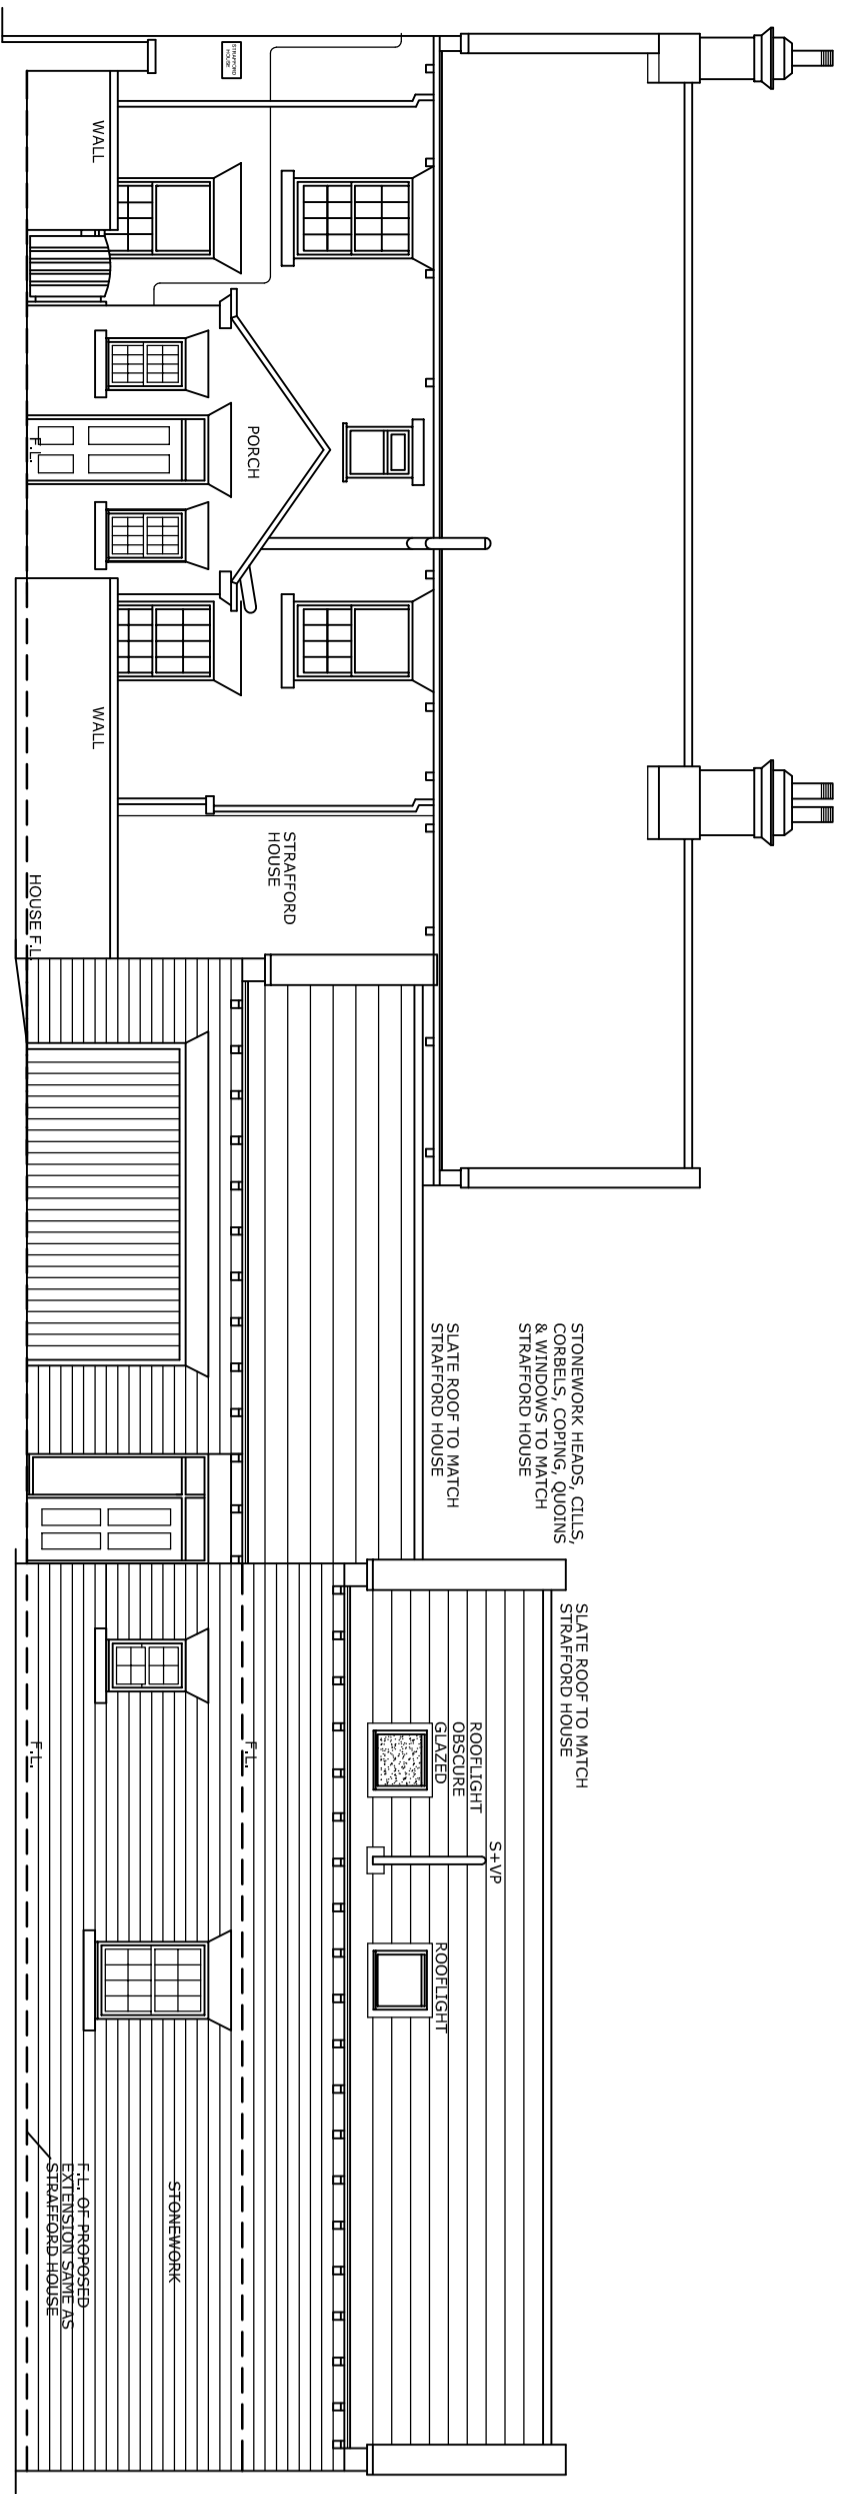 STRAFFORD
HOUSE
WALL
F.L.
PORCH
WALL
HOUSE F.L.
STRAFFORD
HOUSE
STONEWORK HEADS, CILLS,
CORBELS, COPING, QUOINS
& WINDOWS TO MATCH
STRAFFORD HOUSE
SLATE ROOF TO MATCH
STRAFFORD HOUSE
SLATE ROOF TO MATCH
STRAFFORD HOUSE
ROOFLIGHT
OBSCURE
GLAZED
S+VP
ROOFLIGHT
F.L.
F.L.
STONEWORK
F.L. OF PROPOSED
EXTENSION SAME AS
STRAFFORD HOUSE